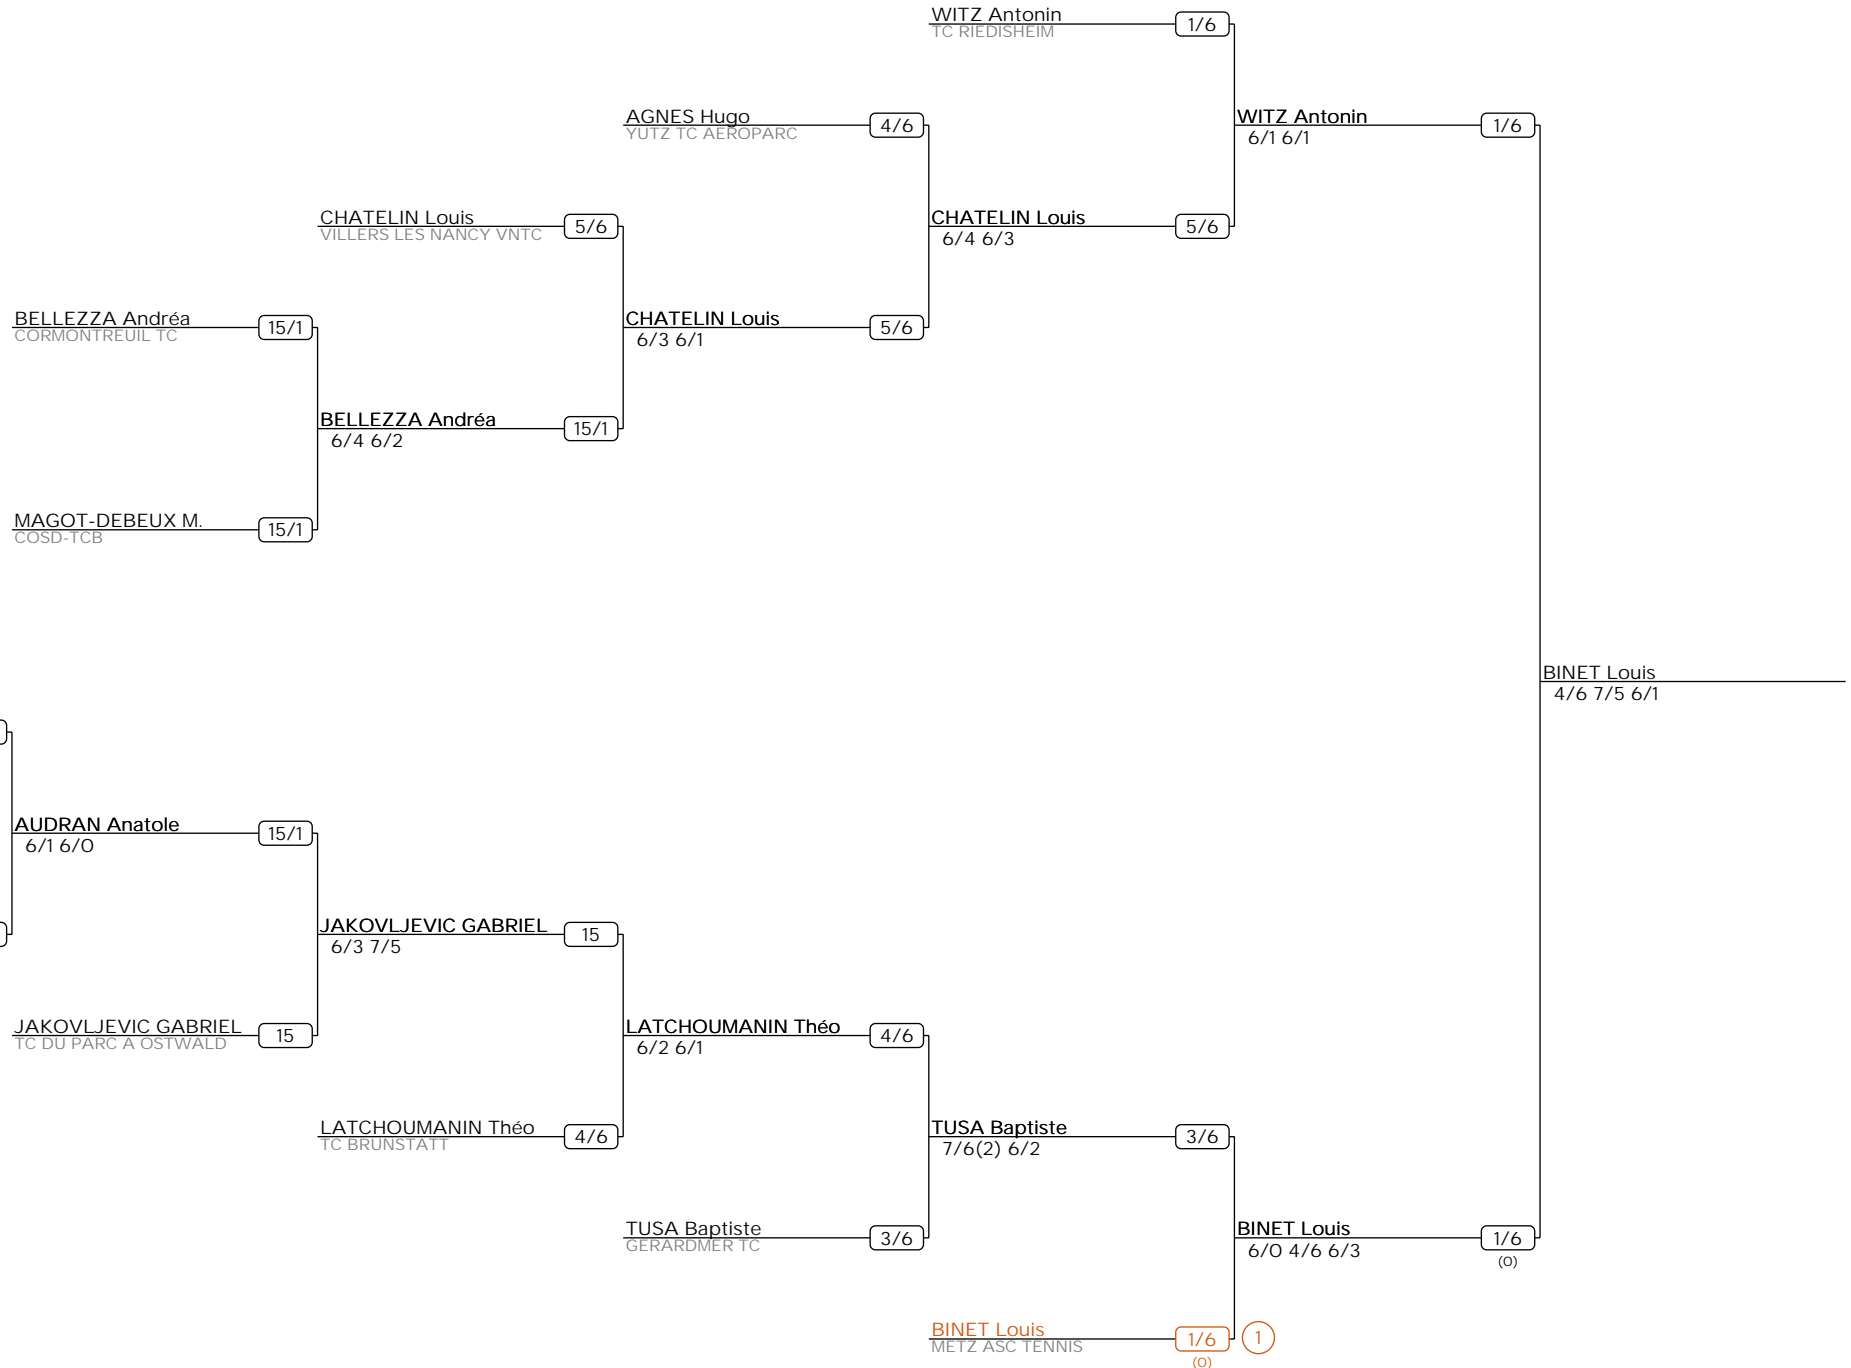 WITZ Antonin
TC RIEDISHEIM
1/6
AGNES Hugo
YUTZ TC AEROPARC
4/6
WITZ Antonin
6/1 6/1
1/6
CHATELIN Louis
VILLERS LES NANCY VNTC
5/6
CHATELIN Louis
6/4 6/3
5/6
BELLEZZA Andréa
CORMONTREUIL TC
15/1
CHATELIN Louis
6/3 6/1
5/6
BELLEZZA Andréa
6/4 6/2
15/1
MAGOT-DEBEUX M.
COSD-TCB
15/1
BINET Louis
4/6 7/5 6/1
AUDRAN Anatole
6/1 6/0
15/1
JAKOVLJEVIC GABRIEL
6/3 7/5
15
JAKOVLJEVIC GABRIEL
TC DU PARC A OSTWALD
15
LATCHOUMANIN Théo
6/2 6/1
4/6
LATCHOUMANIN Théo
TC BRUNSTATT
4/6
TUSA Baptiste
7/6(2) 6/2
3/6
TUSA Baptiste
GERARDMER TC
3/6
BINET Louis
6/0 4/6 6/3
1/6
(0)
BINET Louis
METZ ASC TENNIS
1/6
(0)
1